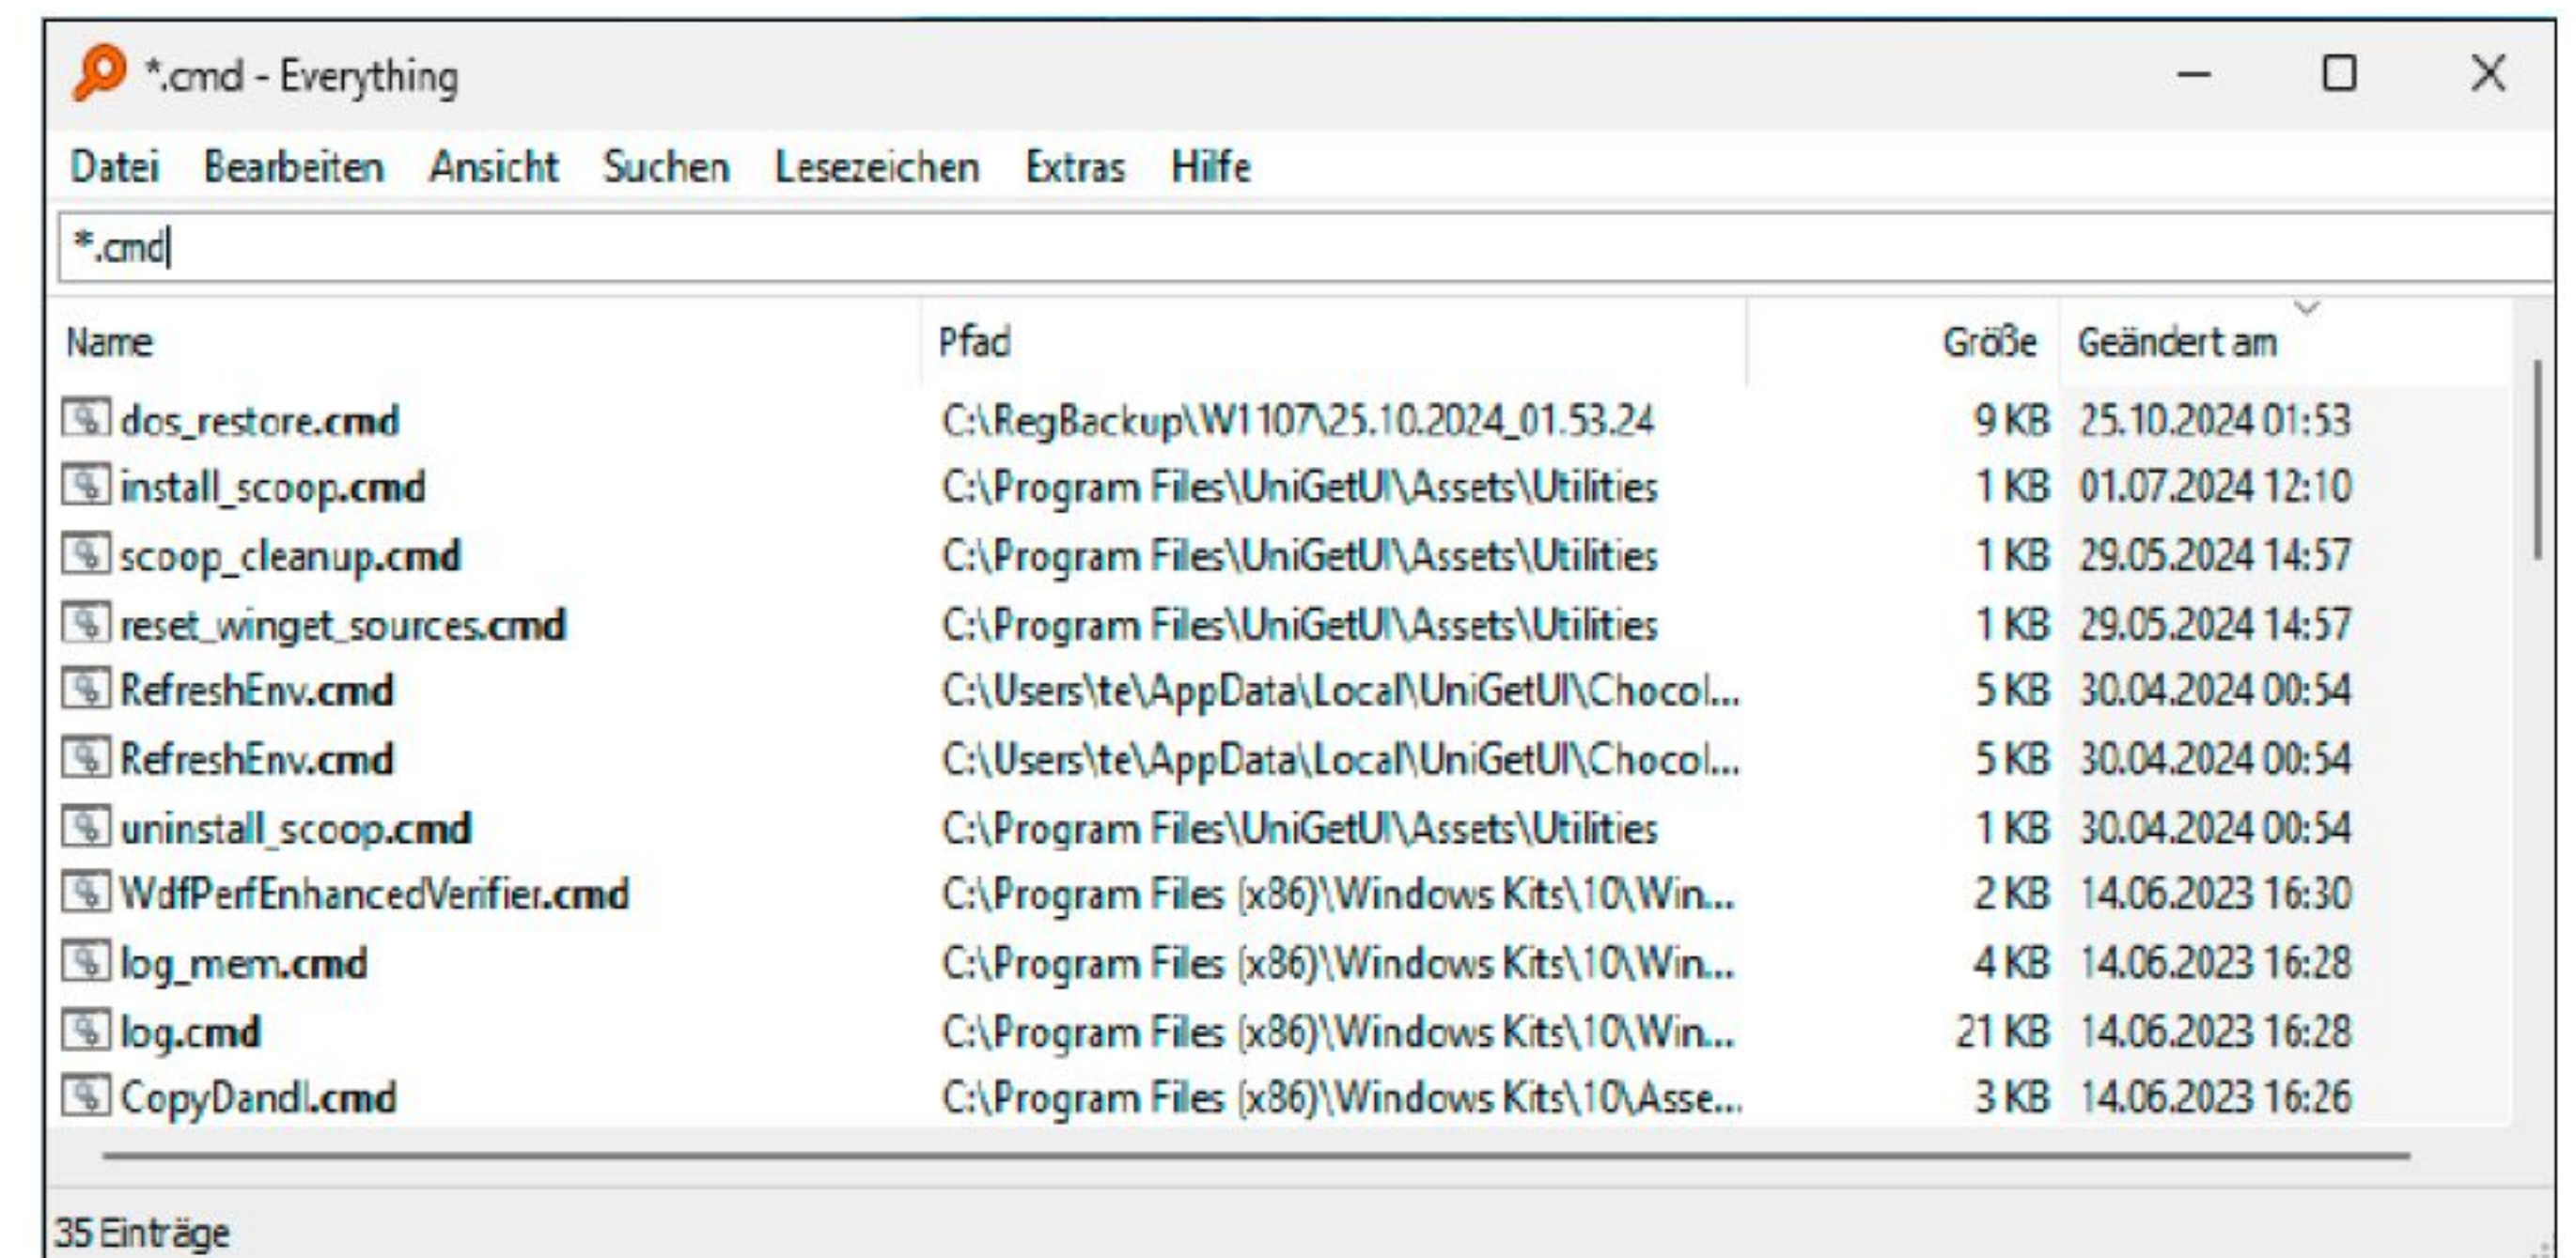 *.cmd - Everything
Datei Bearbeiten Ansicht Suchen Lesezeichen Extras Hilfe
*.cmd
Name Pfad Größe Geändert am
dos_restore.cmd C:\RegBackup\W1107\25.10.2024_01.53.24 9 KB 25.10.2024 01:53
install_scoop.cmd C:\Program Files\UniGetUI\Assets\Utilities 1 KB 01.07.2024 12:10
scoop_cleanup.cmd C:\Program Files\UniGetUI\Assets\Utilities 1 KB 29.05.2024 14:57
reset_winget_sources.cmd C:\Program Files\UniGetUI\Assets\Utilities 1 KB 29.05.2024 14:57
RefreshEnv.cmd C:\Users\te\AppData\Local\UniGetUI\Chocol... 5 KB 30.04.2024 00:54
RefreshEnv.cmd C:\Users\te\AppData\Local\UniGetUI\Chocol... 5 KB 30.04.2024 00:54
uninstall_scoop.cmd C:\Program Files\UniGetUI\Assets\Utilities 1 KB 30.04.2024 00:54
WdfPerfEnhancedVerifier.cmd C:\Program Files (x86)\Windows Kits\10\Win... 2 KB 14.06.2023 16:30
log_mem.cmd C:\Program Files (x86)\Windows Kits\10\Win... 4 KB 14.06.2023 16:28
log.cmd C:\Program Files (x86)\Windows Kits\10\Win... 21 KB 14.06.2023 16:28
CopyDandI.cmd C:\Program Files (x86)\Windows Kits\10\Asse... 3 KB 14.06.2023 16:26
35 Einträge